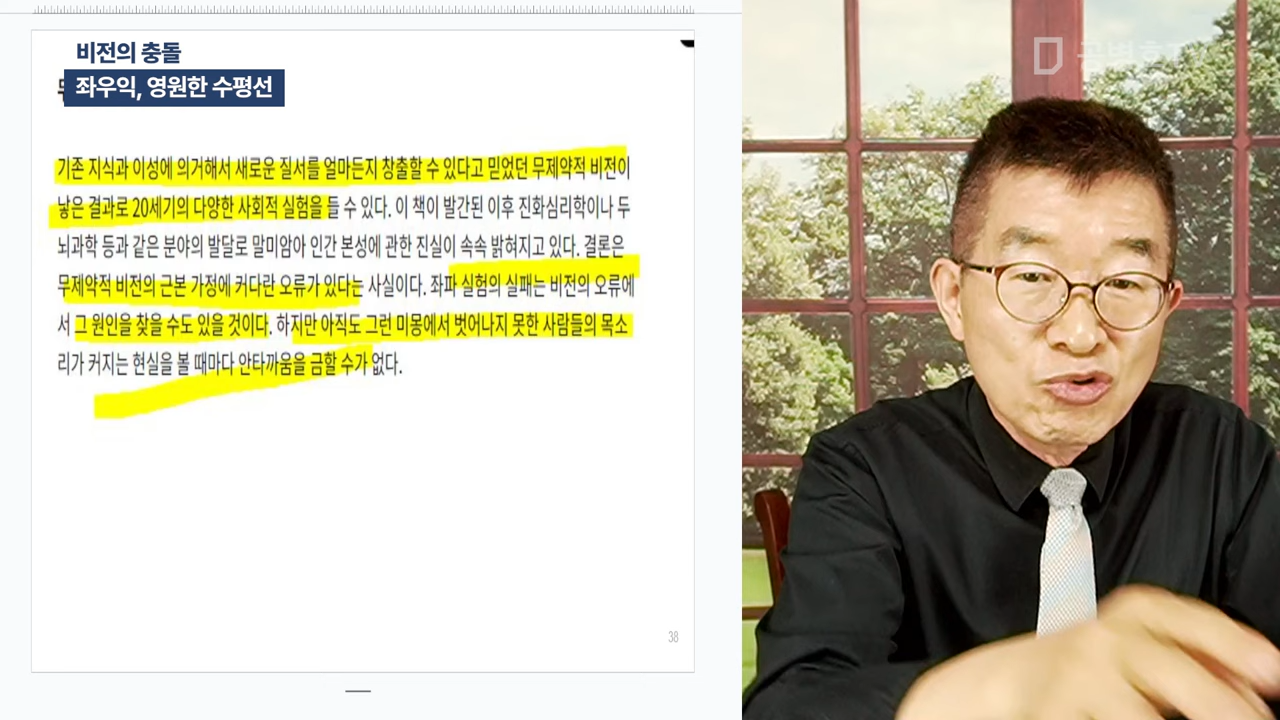 비전의 충돌
좌우익, 영원한 수평선
기존 지식과 이성에 의거해서 새로운 질서를 얼마든지 창출할 수 있다고 믿었던 무제약적 비전이
낳은 결과로 20세기의 다양한 사회적 실험을 들 수 있다. 이 책이 발간된 이후 진화심리학이나 두
뇌과학 등과 같은 분야의 발달로 말미암아 인간 본성에 관한 진실이 속속 밝혀지고 있다. 결론은
무제약적 비전의 근본 가정에 커다란 오류가 있다는 사실이다. 좌파 실험의 실패는 비전의 오류에
서 그 원인을 찾을 수도 있을 것이다. 하지만 아직도 그런 미몽에서 벗어나지 못한 사람들의 목소
리가 커지는 현실을 볼 때마다 안타까움을 금할 수가 없다.
38